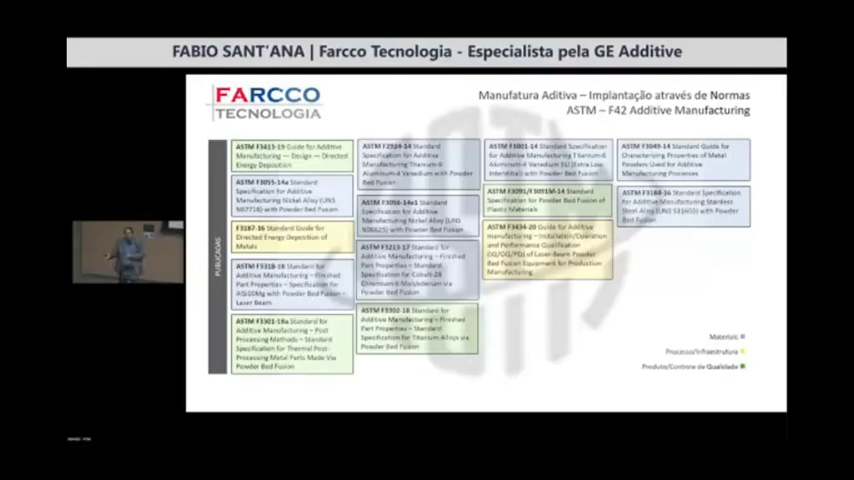 FABIO SANT'ANA | Farcco Tecnologia - Especialista pela GE Additive
FARCCO
TECNOLOGIA
Manufatura Aditiva – Implantação através de Normas
ASTM – F42 Additive Manufacturing
PUBLICADAS
ASTM F3413-19 Guide for Additive
Manufacturing — Design — Directed
Energy Deposition
ASTM F3055-14a Standard
Specification for Additive
Manufacturing Nickel Alloy (UNS
N07718) with Powder Bed Fusion
F3187-16 Standard Guide for
Directed Energy Deposition of
Metals
ASTM F3318-18 Standard for
Additive Manufacturing – Finished
Part Properties – Specification for
AlSi10Mg with Powder Bed Fusion –
Laser Beam
ASTM F3301-18a Standard for
Additive Manufacturing – Post
Processing Methods – Standard
Specification for Thermal Post-
Processing Metal Parts Made Via
Powder Bed Fusion
ASTM F2924-14 Standard
Specification for Additive
Manufacturing Titanium-6
Aluminum-4 Vanadium with Powder
Bed Fusion
ASTM F3056-14e1 Standard
Specification for Additive
Manufacturing Nickel Alloy (UNS
N06625) with Powder Bed Fusion
ASTM F3213-17 Standard for
Additive Manufacturing – Finished
Part Properties – Standard
Specification for Cobalt-28
Chromium-6 Molybdenum via
Powder Bed Fusion
ASTM F3302-18 Standard for
Additive Manufacturing – Finished
Part Properties – Standard
Specification for Titanium Alloys via
Powder Bed Fusion
ASTM F3001-14 Standard Specification
for Additive Manufacturing Titanium-6
Aluminum-4 Vanadium ELI (Extra Low
Interstitial) with Powder Bed Fusion
ASTM F3091/F3091M-14 Standard
Specification for Powder Bed Fusion of
Plastic Materials
ASTM F3434-20 Guide for Additive
manufacturing – Installation/Operation
and Performance Qualification
(IQ/OQ/PQ) of Laser-Beam Powder
Bed Fusion Equipment for Production
Manufacturing
ASTM F3049-14 Standard Guide for
Characterizing Properties of Metal
Powders Used for Additive
Manufacturing Processes
ASTM F3184-16 Standard Specification
for Additive Manufacturing Stainless
Steel Alloy (UNS S31603) with Powder
Bed Fusion
Materiais
Processo/Infraestrutura
Produto/Controle de Qualidade